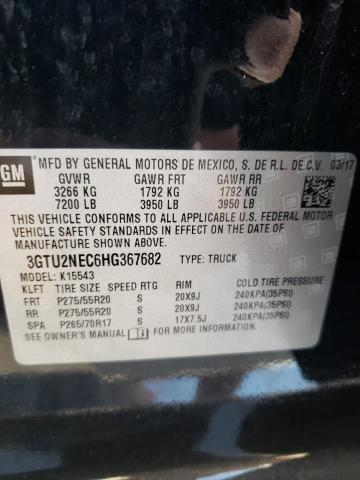 GM
MFD BY GENERAL MOTORS DE MEXICO, S. DE R.L. DE C.V. 03/17
GVWR GAWR FRT GAWR RR
3266 KG 1792 KG 1792 KG
7200 LB 3950 LB 3950 LB
THIS VEHICLE CONFORMS TO ALL APPLICABLE U.S. FEDERAL MOTOR
VEHICLE SAFETY STANDARDS IN EFFECT ON THE DATE OF
MANUFACTURE SHOWN ABOVE.
3GTU2NEC6HG367682 TYPE: TRUCK
MODEL: K15543
KLFT TIRE SIZE SPEED RTG RIM COLD TIRE PRESSURE
FRT P275/55R20 S 20X9J 240KPA(35PSI)
RR P275/55R20 S 20X9J 240KPA(35PSI)
SPA P265/70R17 S 17X7.5J 240KPA(35PSI)
SEE OWNER'S MANUAL FOR MORE INFORMATION.